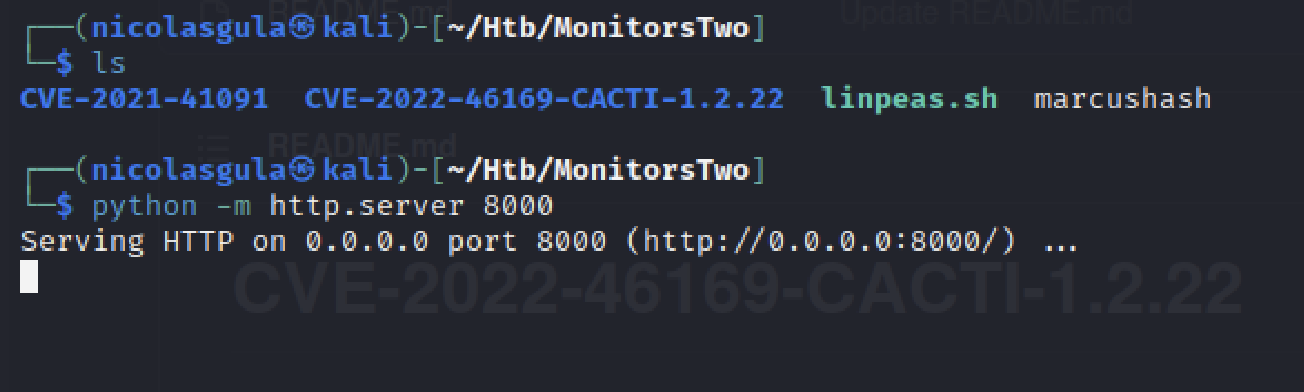 Update README.md
README.md
┌──(nicolasgula㉿kali)-[~/Htb/MonitorsTwo]
└─$ ls
CVE-2021-41091  CVE-2022-46169-CACTI-1.2.22  linpeas.sh  marcushash
README.md
┌──(nicolasgula㉿kali)-[~/Htb/MonitorsTwo]
└─$ python -m http.server 8000
Serving HTTP on 0.0.0.0 port 8000 (http://0.0.0.0:8000/) ...
CVE-2022-46169-CACTI-1.2.22